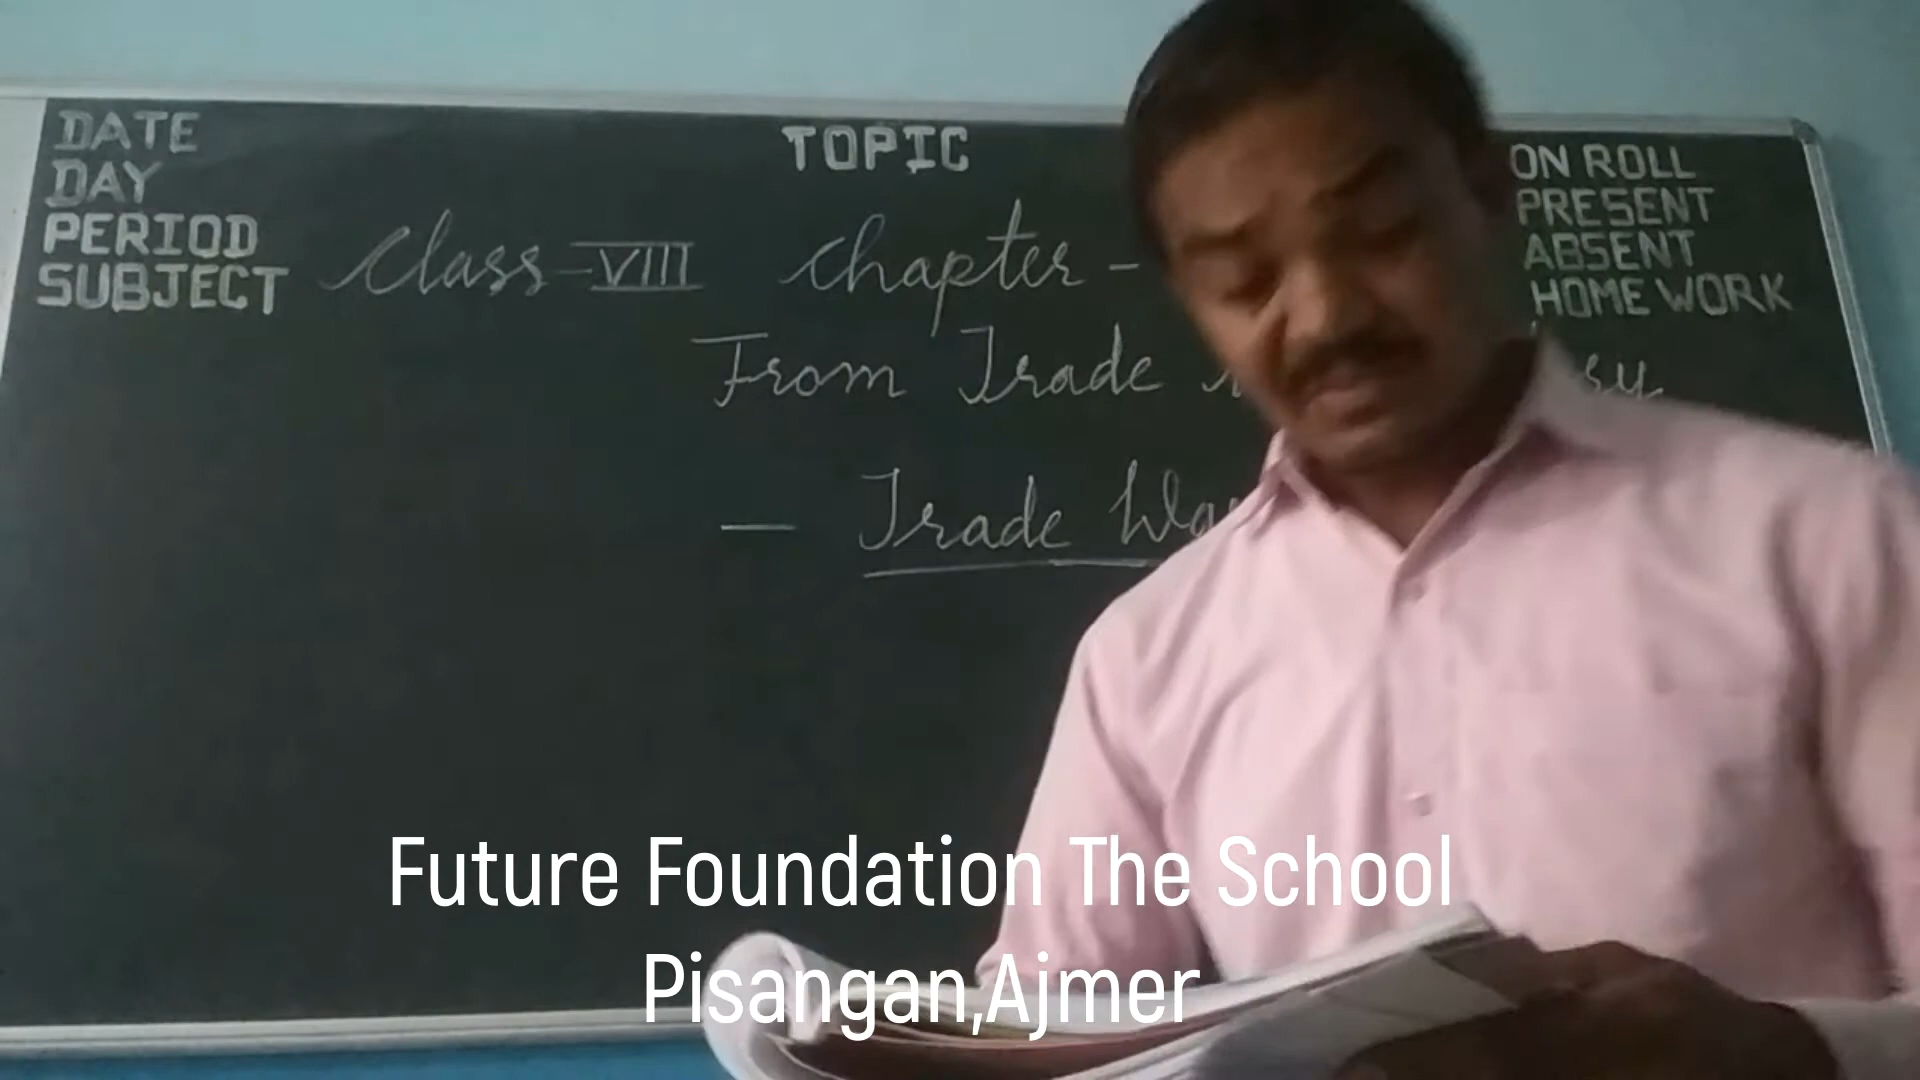 DATE
DAY
PERIOD
SUBJECT
TOPIC
ON ROLL
PRESENT
ABSENT
HOME WORK
Class - VIII Chapter -
From Trade
— Trade
Future Foundation The School
Pisangan,Ajmer